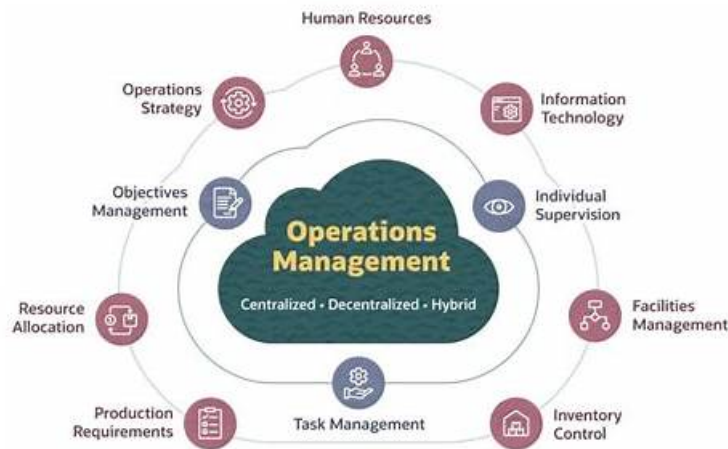 Human Resources
Operations
Strategy
Information
Technology
Objectives
Management
Individual
Supervision
Operations
Management
Centralized • Decentralized • Hybrid
Resource
Allocation
Facilities
Management
Production
Requirements
Task Management
Inventory
Control